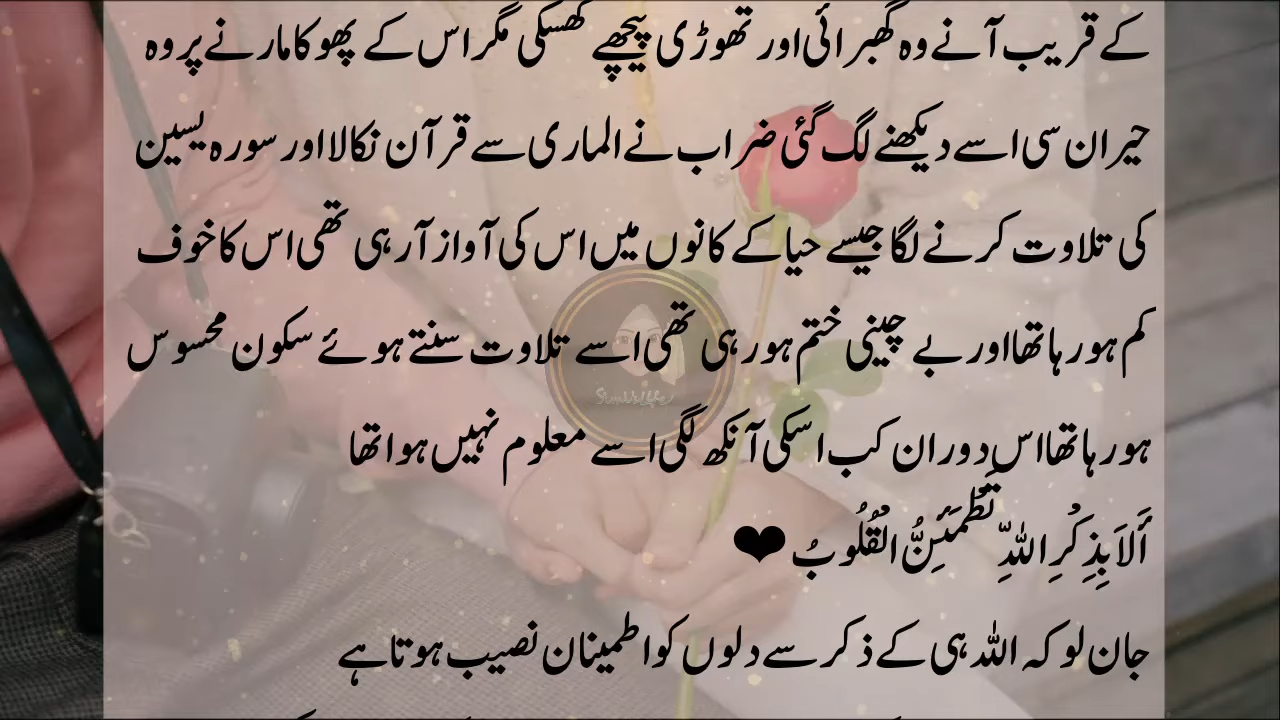 کے قریب آنے وہ گھبرائی اور تھوڑی پیچھے کھسکی مگر اس کے پھوکا مارنے پر وہ
حیران سی اسے دیکھنے لگ گئی ضراب نے الماری سے قرآن نکالا اور سورہ یسین
کی تلاوت کرنے لگا جیسے حیا کے کانوں میں اس کی آواز آرہی تھی اس کا خوف
کم ہو رہا تھا اور بے چینی ختم ہو رہی تھی اسے تلاوت سنتے ہوئے سکون محسوس
ہو رہا تھا اس دوران کب اسکی آنکھ لگی اسے معلوم نہیں ہوا تھا
أَلَا بِذِكْرِ اللّٰهِ تَطْمَئِنُّ الْقُلُوبُ ❤
جان لو کہ اللہ ہی کے ذکر سے دلوں کو اطمینان نصیب ہوتا ہے